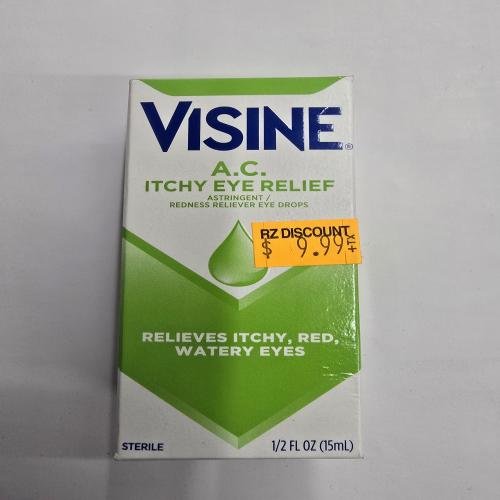 VISINE®
A.C.
ITCHY EYE RELIEF
ASTRINGENT /
REDNESS RELIEVER EYE DROPS
RZ DISCOUNT
$ 9.99 +TX
RELIEVES ITCHY, RED,
WATERY EYES
STERILE 1/2 FL OZ (15mL)